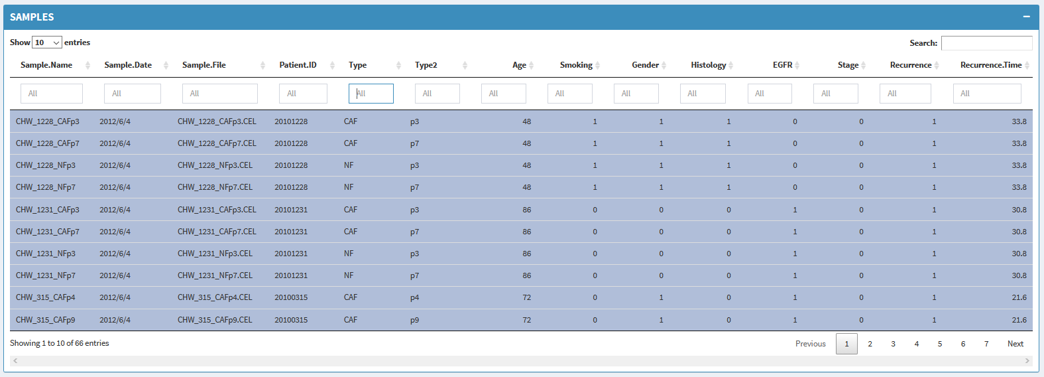 SAMPLES
Show 10 entries Search:
Sample.Name Sample.Date Sample.File Patient.ID Type Type2 Age Smoking Gender Histology EGFR Stage Recurrence Recurrence.Time
All All All All All All All All All All All All All All
CHW_1228_CAFp3 2012/6/4 CHW_1228_CAFp3.CEL 20101228 CAF p3 48 1 1 1 0 0 1 33.8
CHW_1228_CAFp7 2012/6/4 CHW_1228_CAFp7.CEL 20101228 CAF p7 48 1 1 1 0 0 1 33.8
CHW_1228_NFp3 2012/6/4 CHW_1228_NFp3.CEL 20101228 NF p3 48 1 1 1 0 0 1 33.8
CHW_1228_NFp7 2012/6/4 CHW_1228_NFp7.CEL 20101228 NF p7 48 1 1 1 0 0 1 33.8
CHW_1231_CAFp3 2012/6/4 CHW_1231_CAFp3.CEL 20101231 CAF p3 86 0 0 0 1 0 1 30.8
CHW_1231_CAFp7 2012/6/4 CHW_1231_CAFp7.CEL 20101231 CAF p7 86 0 0 0 1 0 1 30.8
CHW_1231_NFp3 2012/6/4 CHW_1231_NFp3.CEL 20101231 NF p3 86 0 0 0 1 0 1 30.8
CHW_1231_NFp7 2012/6/4 CHW_1231_NFp7.CEL 20101231 NF p7 86 0 0 0 1 0 1 30.8
CHW_315_CAFp4 2012/6/4 CHW_315_CAFp4.CEL 20100315 CAF p4 72 0 1 0 1 0 1 21.6
CHW_315_CAFp9 2012/6/4 CHW_315_CAFp9.CEL 20100315 CAF p9 72 0 1 0 1 0 1 21.6
Showing 1 to 10 of 66 entries Previous 1 2 3 4 5 6 7 Next